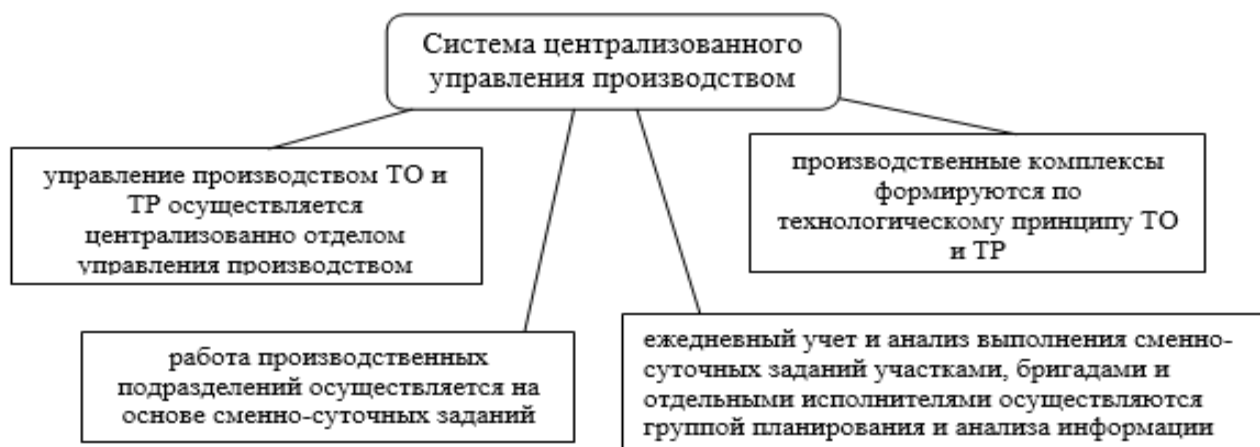 Система централизованного
управления производством
управление производством ТО и
ТР осуществляется
централизованно отделом
управления производством
производственные комплексы
формируются по
технологическому принципу ТО
и ТР
работа производственных
подразделений осуществляется на
основе сменно-суточных заданий
ежедневный учет и анализ выполнения сменно-
суточных заданий участками, бригадами и
отдельными исполнителями осуществляются
группой планирования и анализа информации